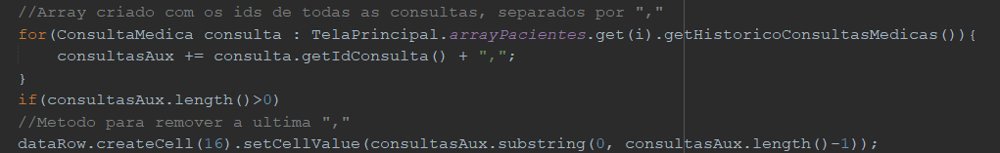 //Array criado com os ids de todas as consultas, separados por ","
for(ConsultaMedica consulta : TelaPrincipal.arrayPacientes.get(i).getHistoricoConsultasMedicas()){
consultasAux += consulta.getIdConsulta() + ",";
}
if(consultasAux.length()>0)
//Metodo para remover a ultima ","
dataRow.createCell(16).setCellValue(consultasAux.substring(0, consultasAux.length()-1));